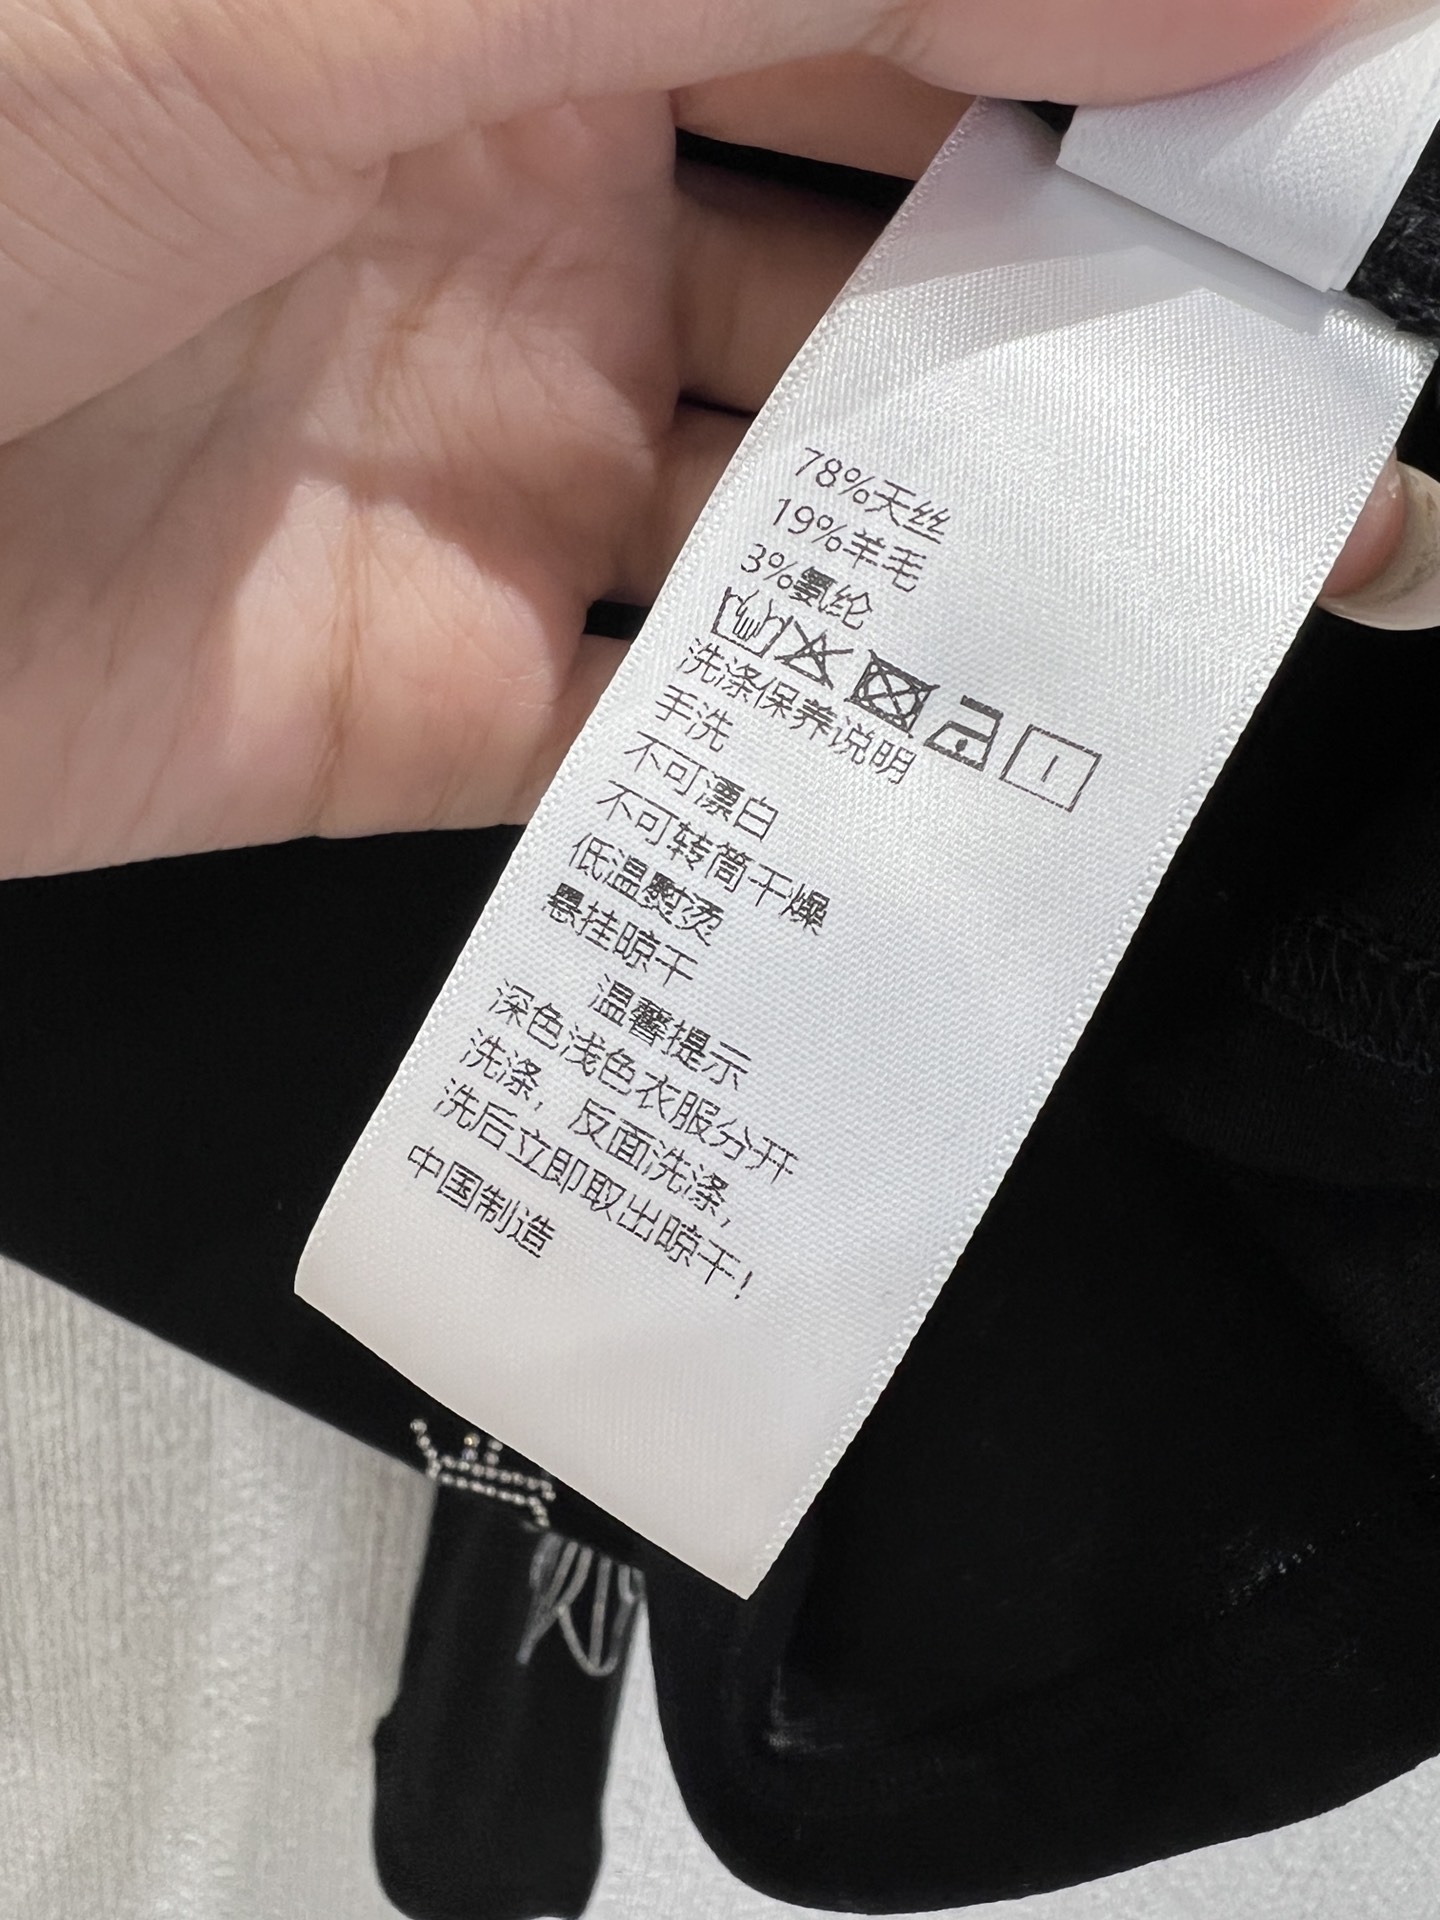 78%天丝
19%羊毛
3%氨纶
洗涤保养说明
手洗
不可漂白
不可转筒干燥
低温熨烫
悬挂晾干
温馨提示
深色浅色衣服分开
洗涤，反面洗涤，
洗后立即取出晾干！
中国制造